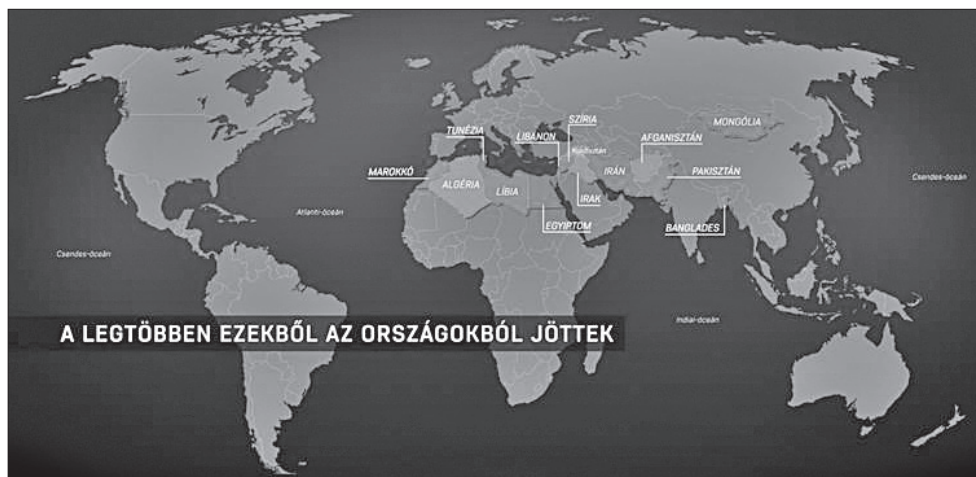 SZÍRIA
MONGÓLIA
TUNÉZIA
LIBANON
AFGANISZTÁN
Kurdisztán
MAROKKÓ
IRÁN
PAKISZTÁN
Csendes-óceán
ALGÉRIA
LÍBIA
IRAK
Atlanti-óceán
EGYIPTOM
BANGLADES
Csendes-óceán
Indiai-óceán
A LEGTÖBBEN EZEKBŐL AZ ORSZÁGOKBÓL JÖTTEK